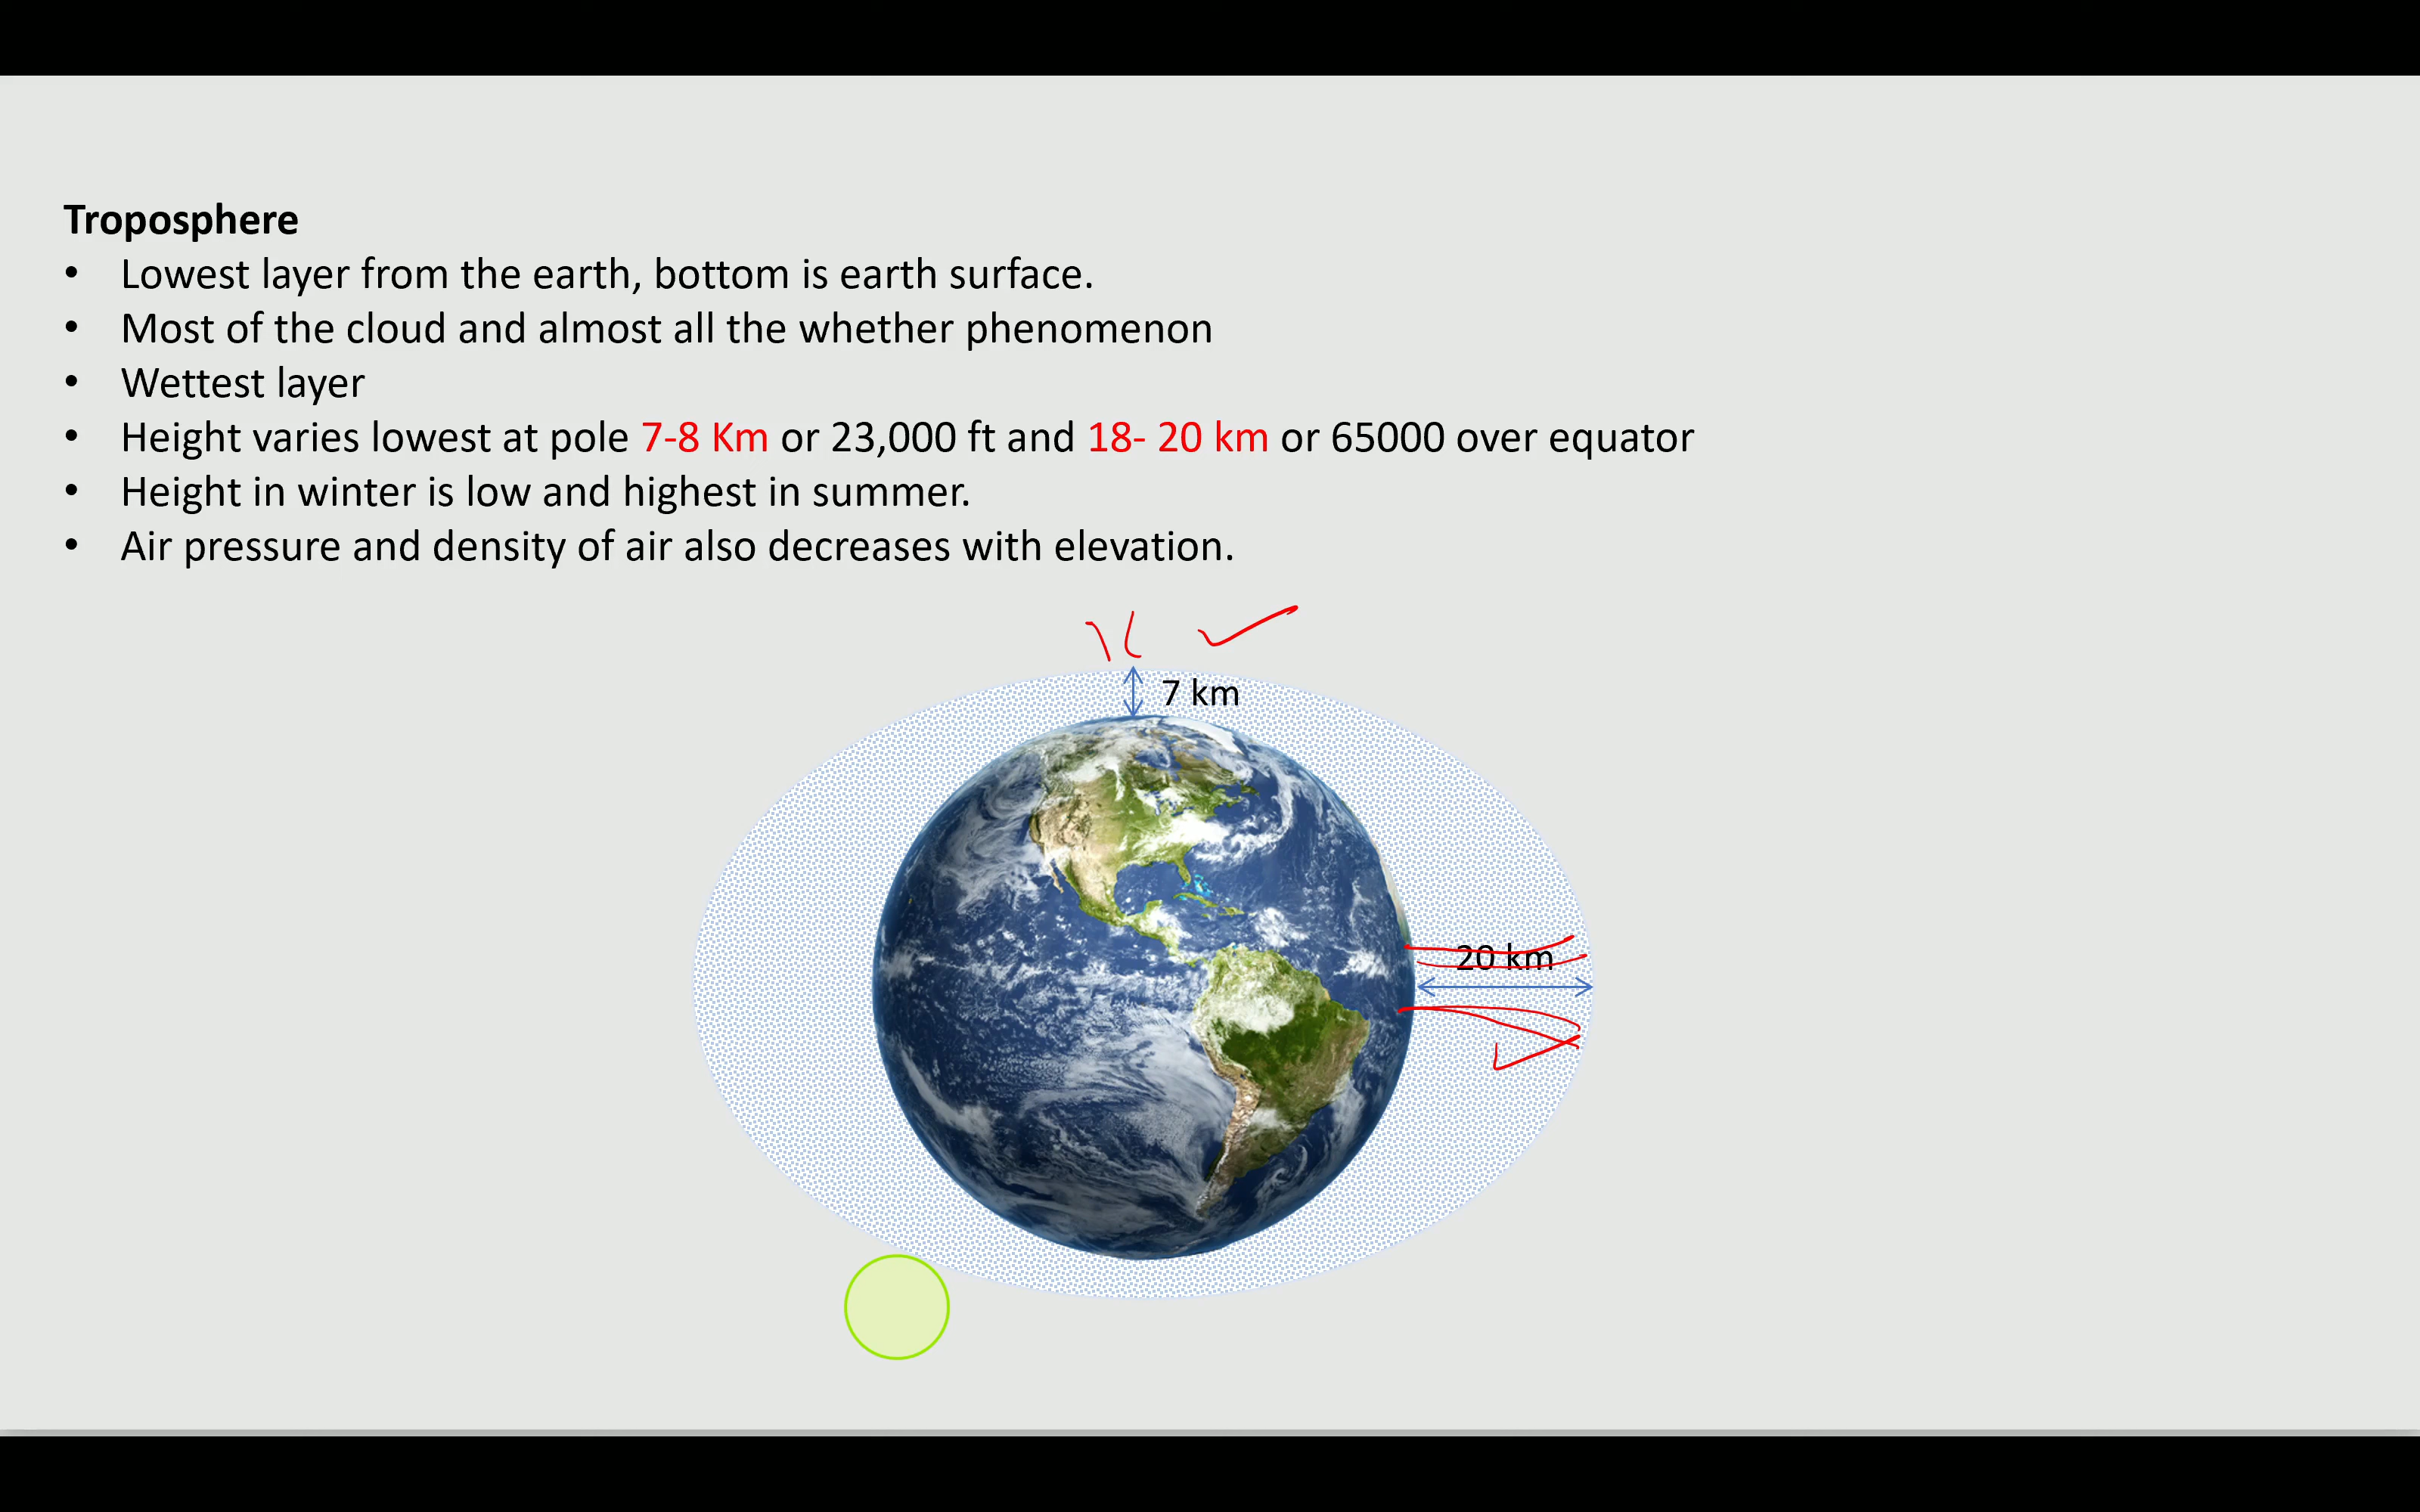 Troposphere
• Lowest layer from the earth, bottom is earth surface.
• Most of the cloud and almost all the whether phenomenon
• Wettest layer
• Height varies lowest at pole 7-8 Km or 23,000 ft and 18- 20 km or 65000 over equator
• Height in winter is low and highest in summer.
• Air pressure and density of air also decreases with elevation.
7 km
20 km